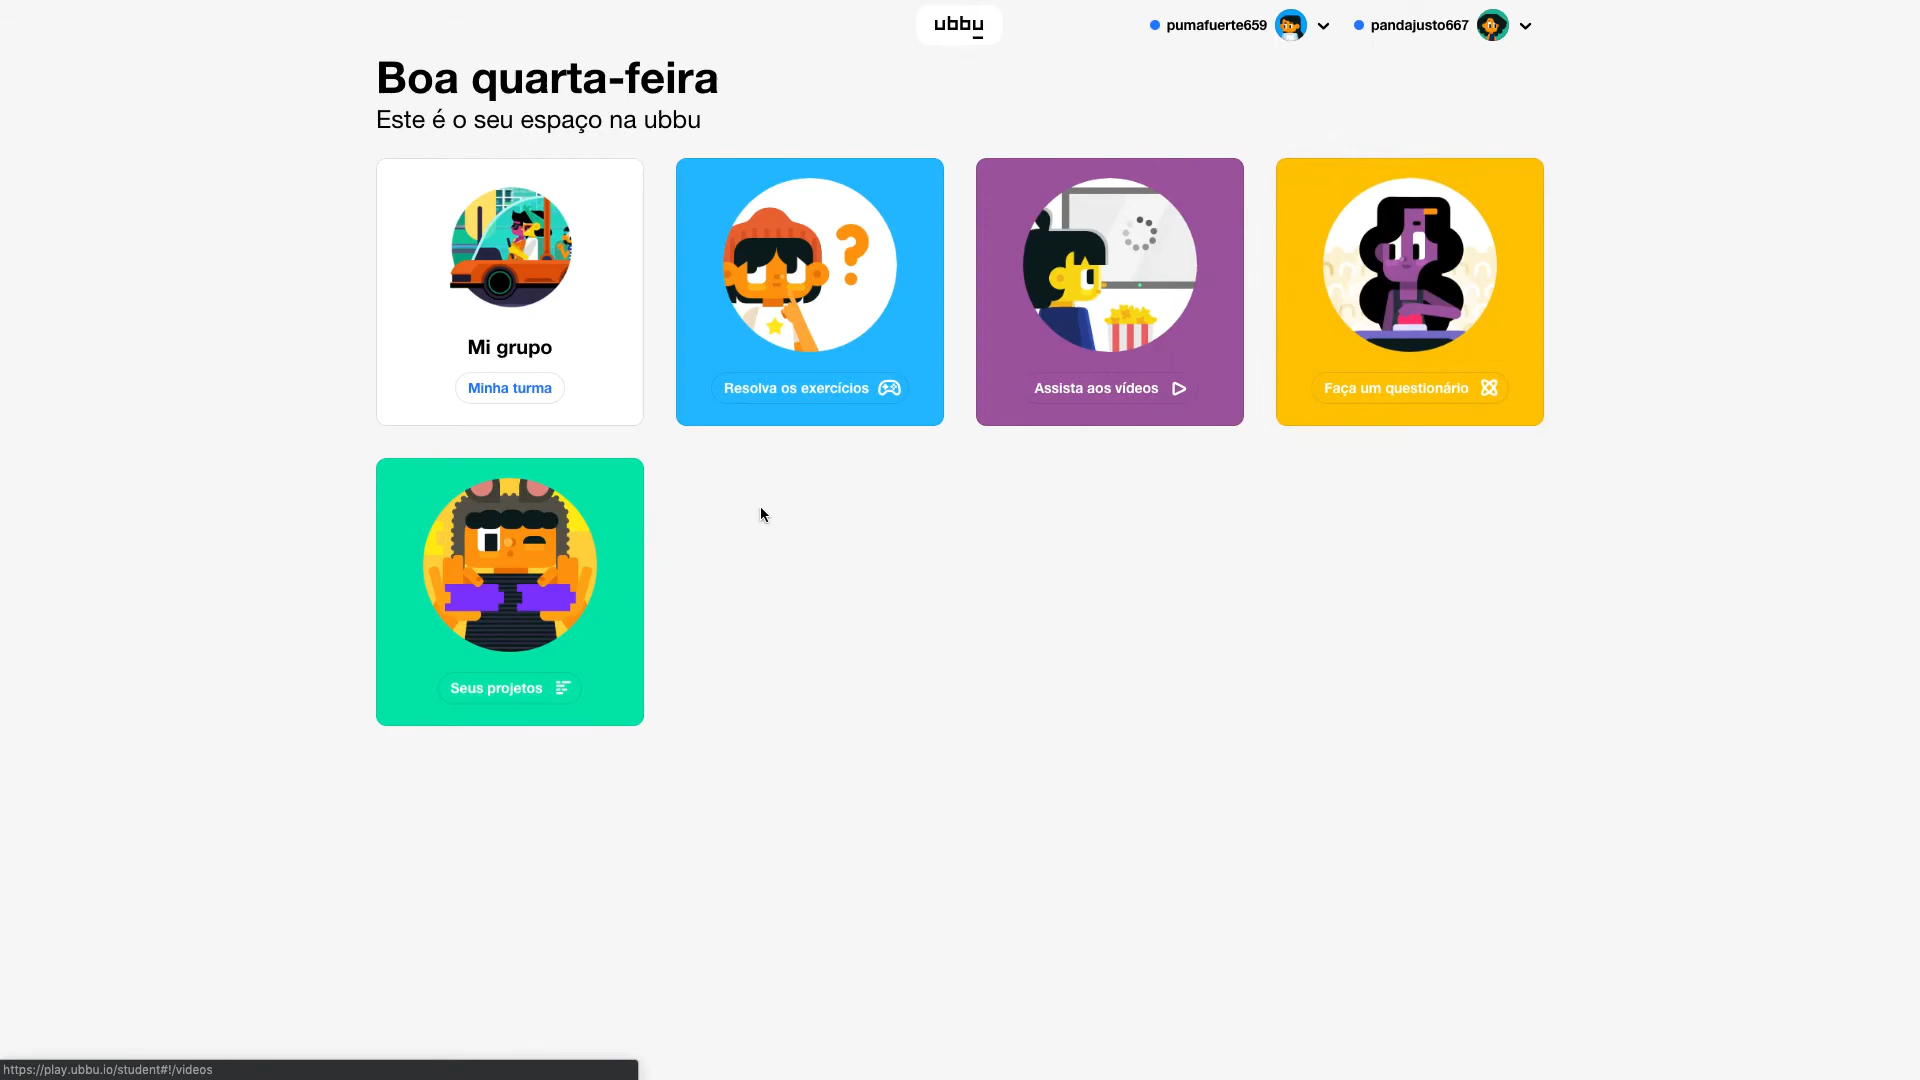 ubbu
pumafuerte659
pandajusto667
Boa quarta-feira
Este é o seu espaço na ubbu
Mi grupo
Minha turma
Resolva os exercícios
Assista aos vídeos
Faça um questionário
Seus projetos
https://play.ubbu.io/student#!/videos